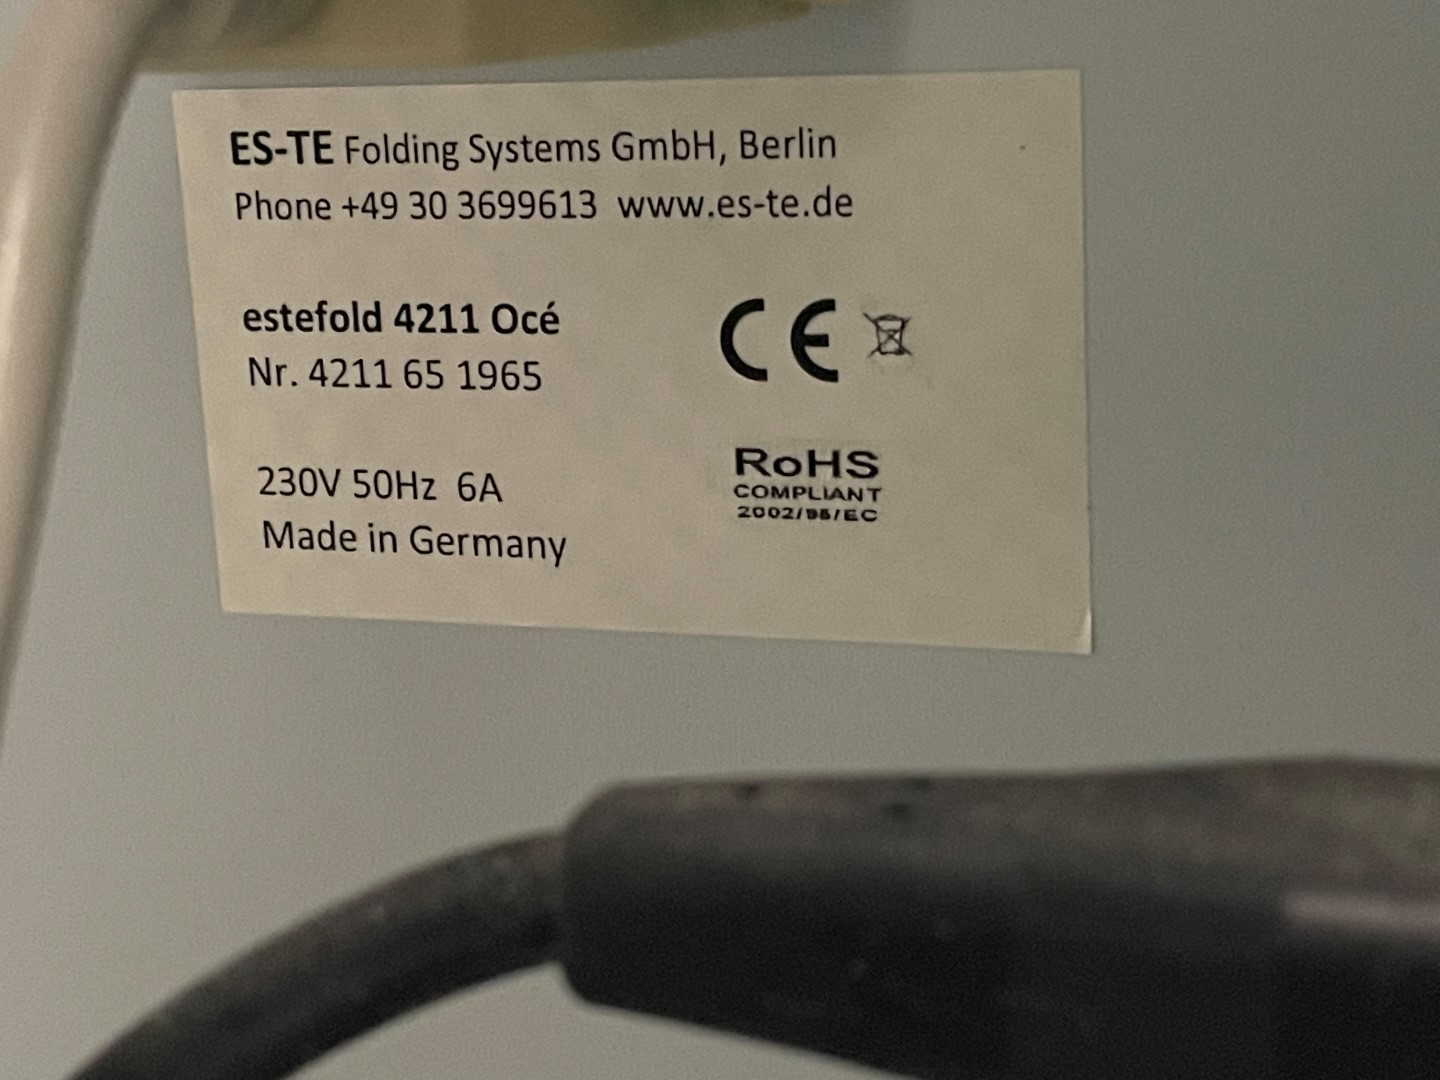 ES-TE Folding Systems GmbH, Berlin
Phone +49 30 3699613 www.es-te.de
estefold 4211 Océ
Nr. 4211 65 1965
CE
230V 50Hz 6A
Made in Germany
RoHS
COMPLIANT
2002/95/EC